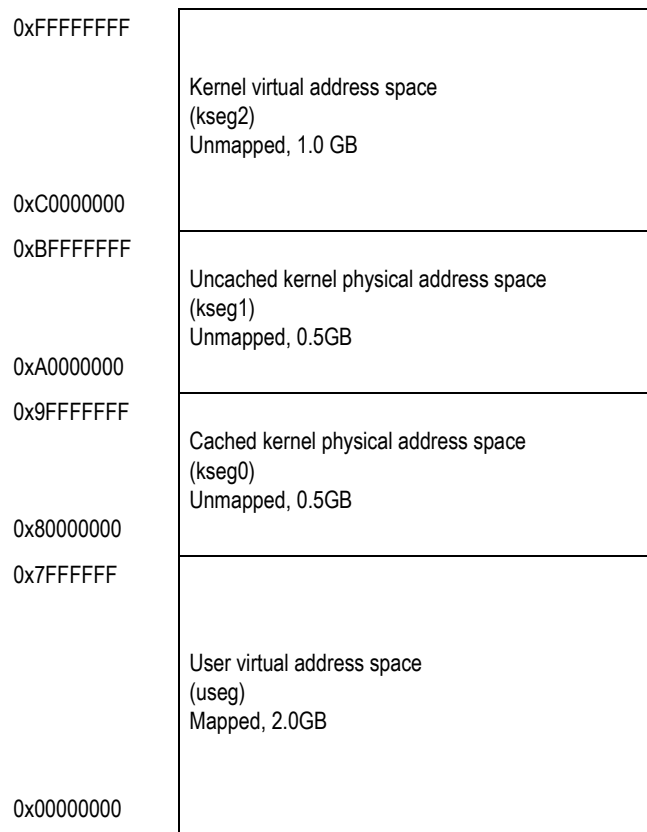 0xFFFFFFFF
Kernel virtual address space
(kseg2)
Unmapped, 1.0 GB
0xC0000000
0xBFFFFFFF
Uncached kernel physical address space
(kseg1)
Unmapped, 0.5GB
0xA0000000
0x9FFFFFFF
Cached kernel physical address space
(kseg0)
Unmapped, 0.5GB
0x80000000
0x7FFFFFF
User virtual address space
(useg)
Mapped, 2.0GB
0x00000000